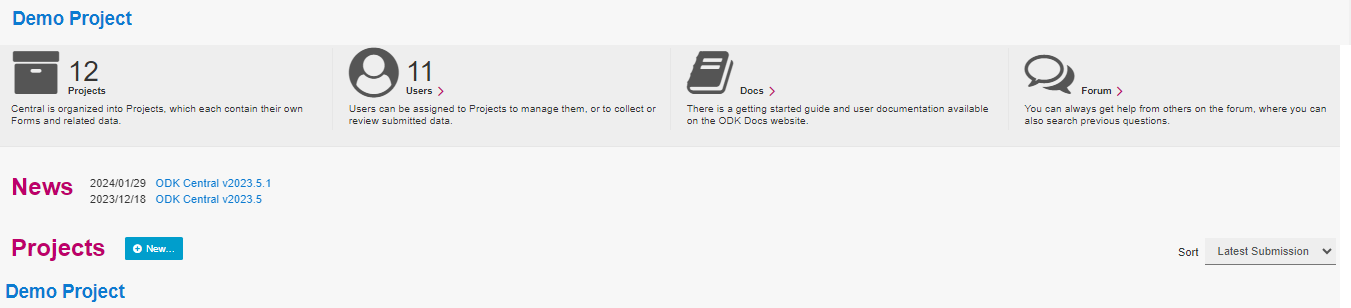 Demo Project
12
Projects
Central is organized into Projects, which each contain their own
Forms and related data.
11
Users
Users can be assigned to Projects to manage them, or to collect or
review submitted data.
Docs
There is a getting started guide and user documentation available
on the ODK Docs website.
Forum
You can always get help from others on the forum, where you can
also search previous questions.
News
2024/01/29 ODK Central v2023.5.1
2023/12/18 ODK Central v2023.5
Projects
New...
Sort Latest Submission
Demo Project